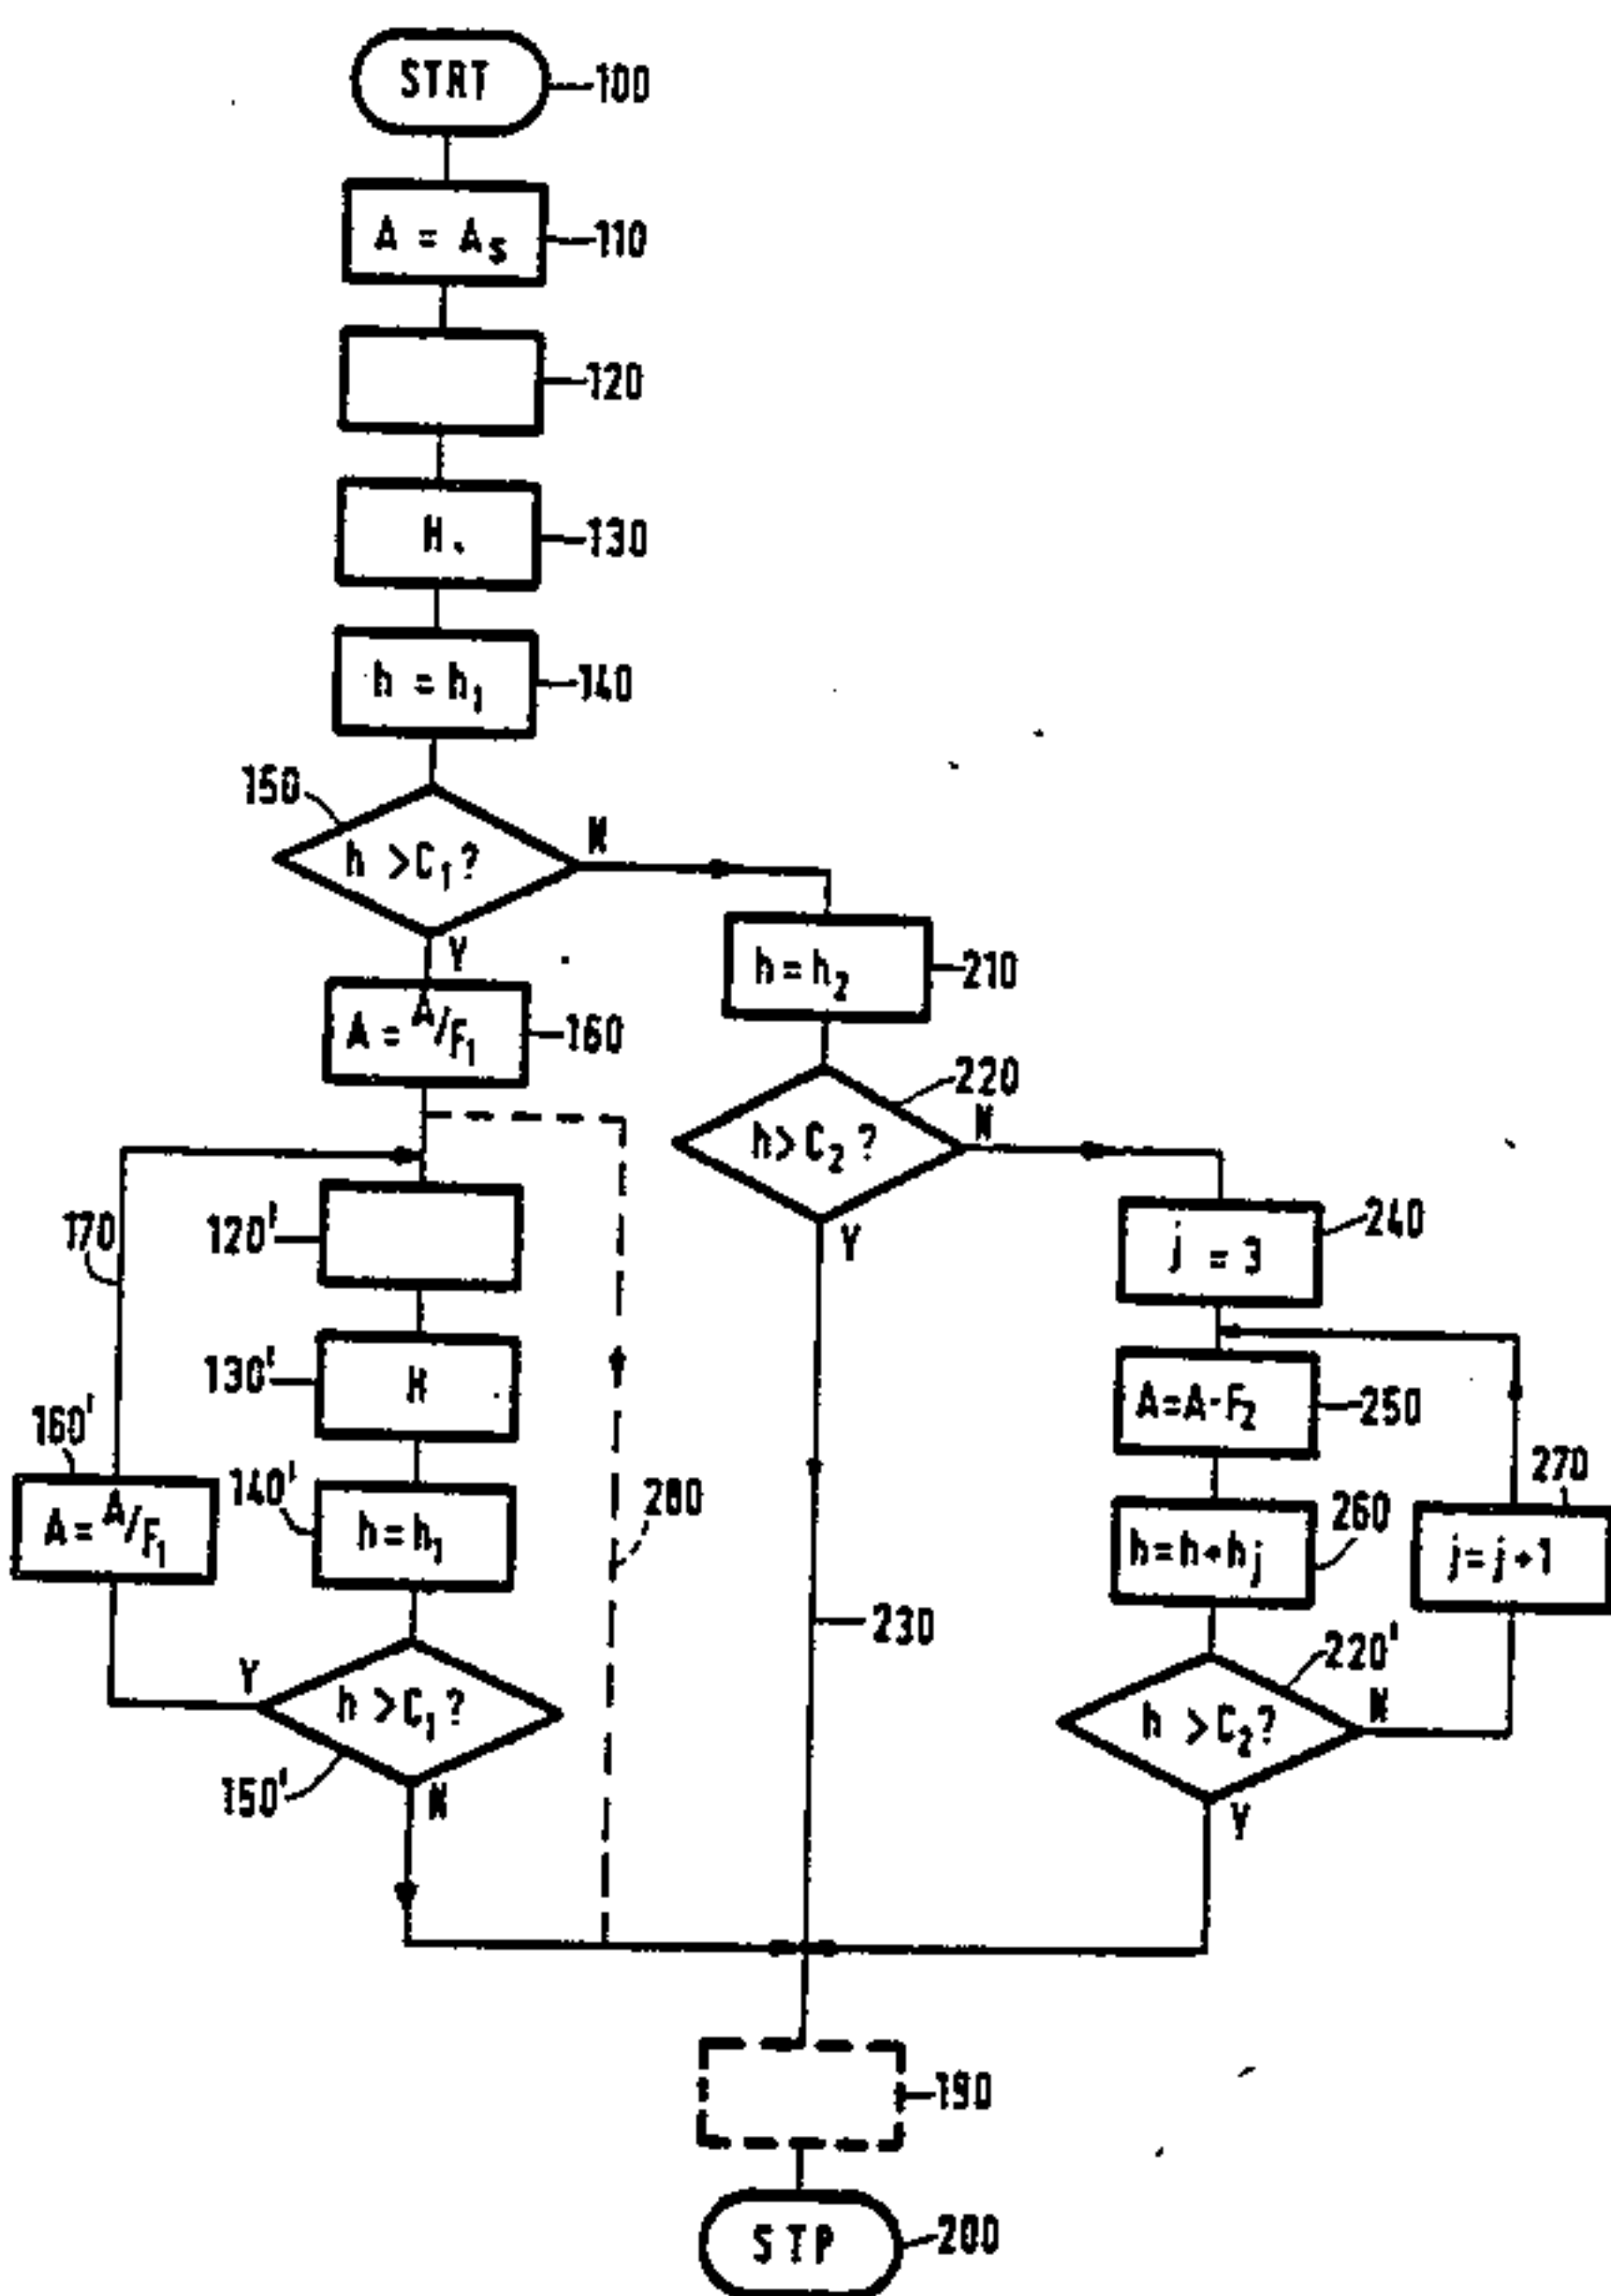 STRT
100
A = As
110
120
H.
130
h = h1
140
150
h > C1?
N
Y
A = A/F1
160
h = h2
210
220
h > C2?
N
Y
170
120'
130'
H
160'
A = A/F1
140'
h = h1
280
Y
h > C1?
150'
N
230
j = 3
240
A = A·F2
250
270
h = h+hj
260
j = j+1
220'
h > C2?
N
Y
190
STP
200